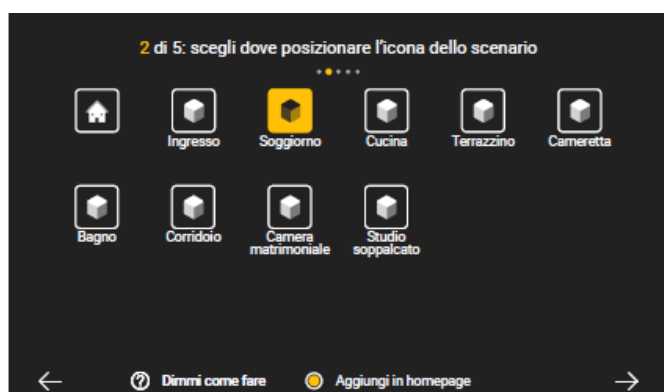 2 di 5: scegli dove posizionare l'icona dello scenario
Ingresso
Soggiorno
Cucina
Terrazzino
Cameretta
Bagno
Corridoio
Camera
matrimoniale
Studio
soppalcato
Dimmi come fare
Aggiungi in homepage